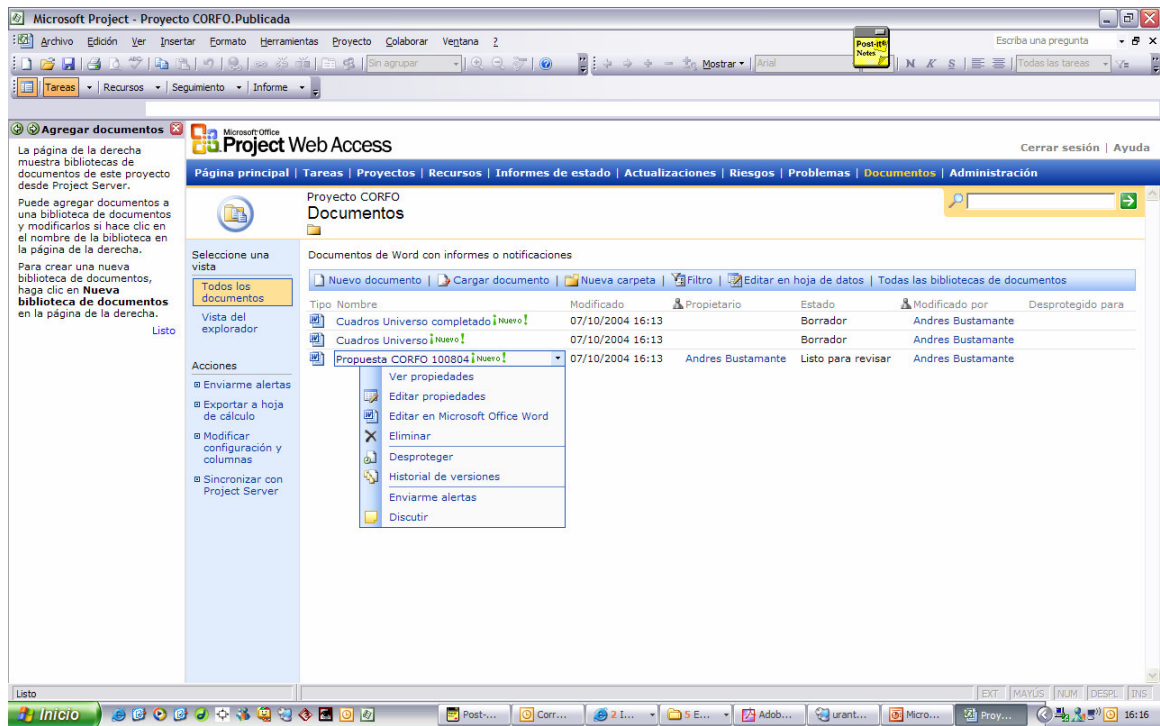 Microsoft Project - Proyecto CORFO.Publicada
Archivo Edición Ver Insertar Formato Herramientas Proyecto Colaborar Ventana ?
Escriba una pregunta
Post-it®
Notes
Sin agrupar
Mostrar
Arial
N K S
Todas las tareas
Tareas Recursos Seguimiento Informe
Agregar documentos
La página de la derecha
muestra bibliotecas de
documentos de este proyecto
desde Project Server.
Puede agregar documentos a
una biblioteca de documentos
y modificarlos si hace clic en
el nombre de la biblioteca en
la página de la derecha.
Para crear una nueva
biblioteca de documentos,
haga clic en Nueva
biblioteca de documentos
en la página de la derecha.
Listo
Microsoft Office
Project Web Access
Cerrar sesión | Ayuda
Página principal | Tareas | Proyectos | Recursos | Informes de estado | Actualizaciones | Riesgos | Problemas | Documentos | Administración
Proyecto CORFO
Documentos
Seleccione una
vista
Todos los
documentos
Vista del
explorador
Acciones
Enviarme alertas
Exportar a hoja
de cálculo
Modificar
configuración y
columnas
Sincronizar con
Project Server
Documentos de Word con informes o notificaciones
Nuevo documento | Cargar documento | Nueva carpeta | Filtro | Editar en hoja de datos | Todas las bibliotecas de documentos
Tipo Nombre Modificado Propietario Estado Modificado por Desprotegido para
Cuadros Universo completado ¡Nuevo! 07/10/2004 16:13 Borrador Andres Bustamante
Cuadros Universo ¡Nuevo! 07/10/2004 16:13 Borrador Andres Bustamante
Propuesta CORFO 100804 ¡Nuevo! 07/10/2004 16:13 Andres Bustamante Listo para revisar Andres Bustamante
Ver propiedades
Editar propiedades
Editar en Microsoft Office Word
Eliminar
Desproteger
Historial de versiones
Enviarme alertas
Discutir
Listo
EXT MAYÚS NUM DESPL INS
Inicio
Post-...
Corr...
2 I...
5 E...
Adob...
urant...
Micro...
Proy...
16:16